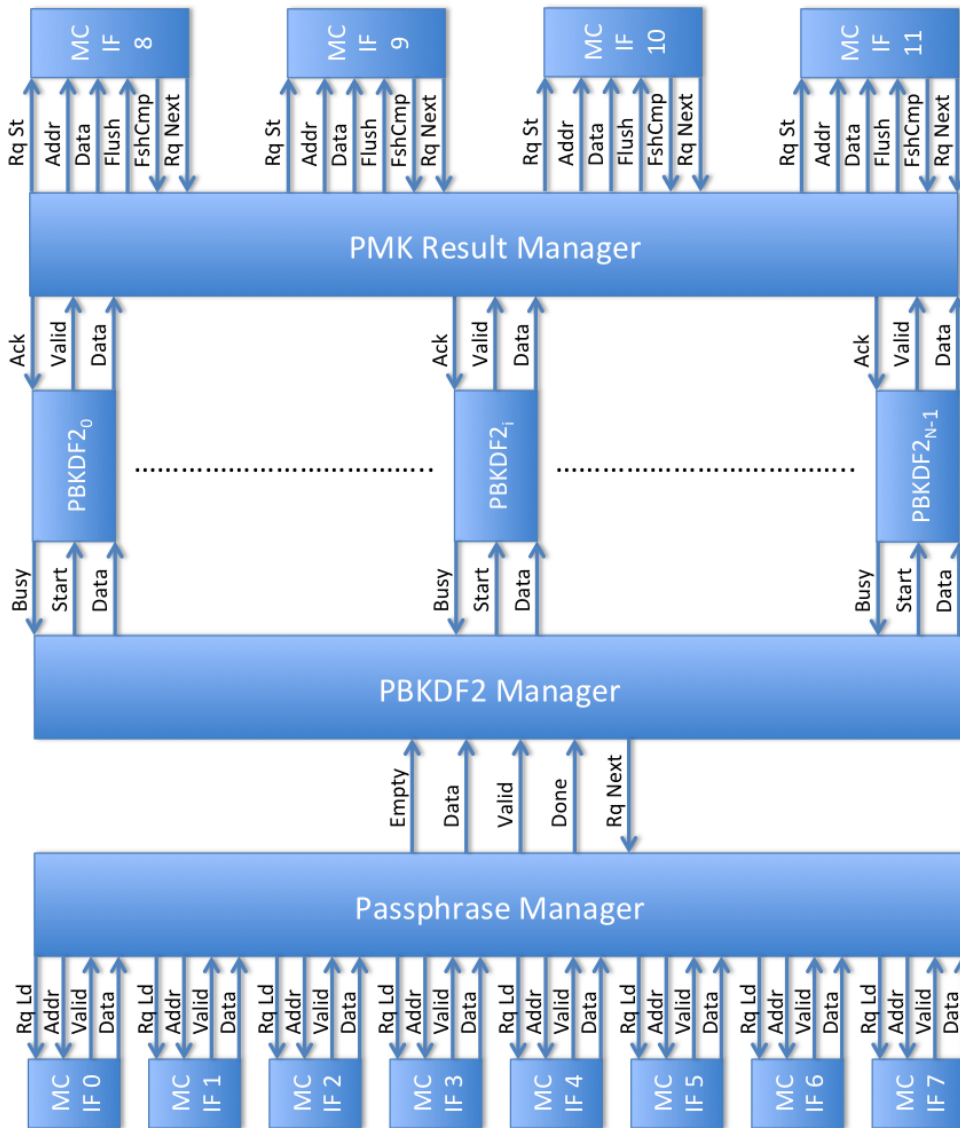 MC
IF
8
MC
IF
9
MC
IF
10
MC
IF
11
Rq St
Addr
Data
Flush
FshCmp
Rq Next
Rq St
Addr
Data
Flush
FshCmp
Rq Next
Rq St
Addr
Data
Flush
FshCmp
Rq Next
Rq St
Addr
Data
Flush
FshCmp
Rq Next
PMK Result Manager
Ack
Valid
Data
Ack
Valid
Data
Ack
Valid
Data
PBKDF2₀
PBKDF2ᵢ
PBKDF2N-1
Busy
Start
Data
Busy
Start
Data
Busy
Start
Data
PBKDF2 Manager
Empty
Data
Valid
Done
Rq Next
Passphrase Manager
Rq Ld
Addr
Valid
Data
Rq Ld
Addr
Valid
Data
Rq Ld
Addr
Valid
Data
Rq Ld
Addr
Valid
Data
Rq Ld
Addr
Valid
Data
Rq Ld
Addr
Valid
Data
Rq Ld
Addr
Valid
Data
Rq Ld
Addr
Valid
Data
MC
IF 0
MC
IF 1
MC
IF 2
MC
IF 3
MC
IF 4
MC
IF 5
MC
IF 6
MC
IF 7